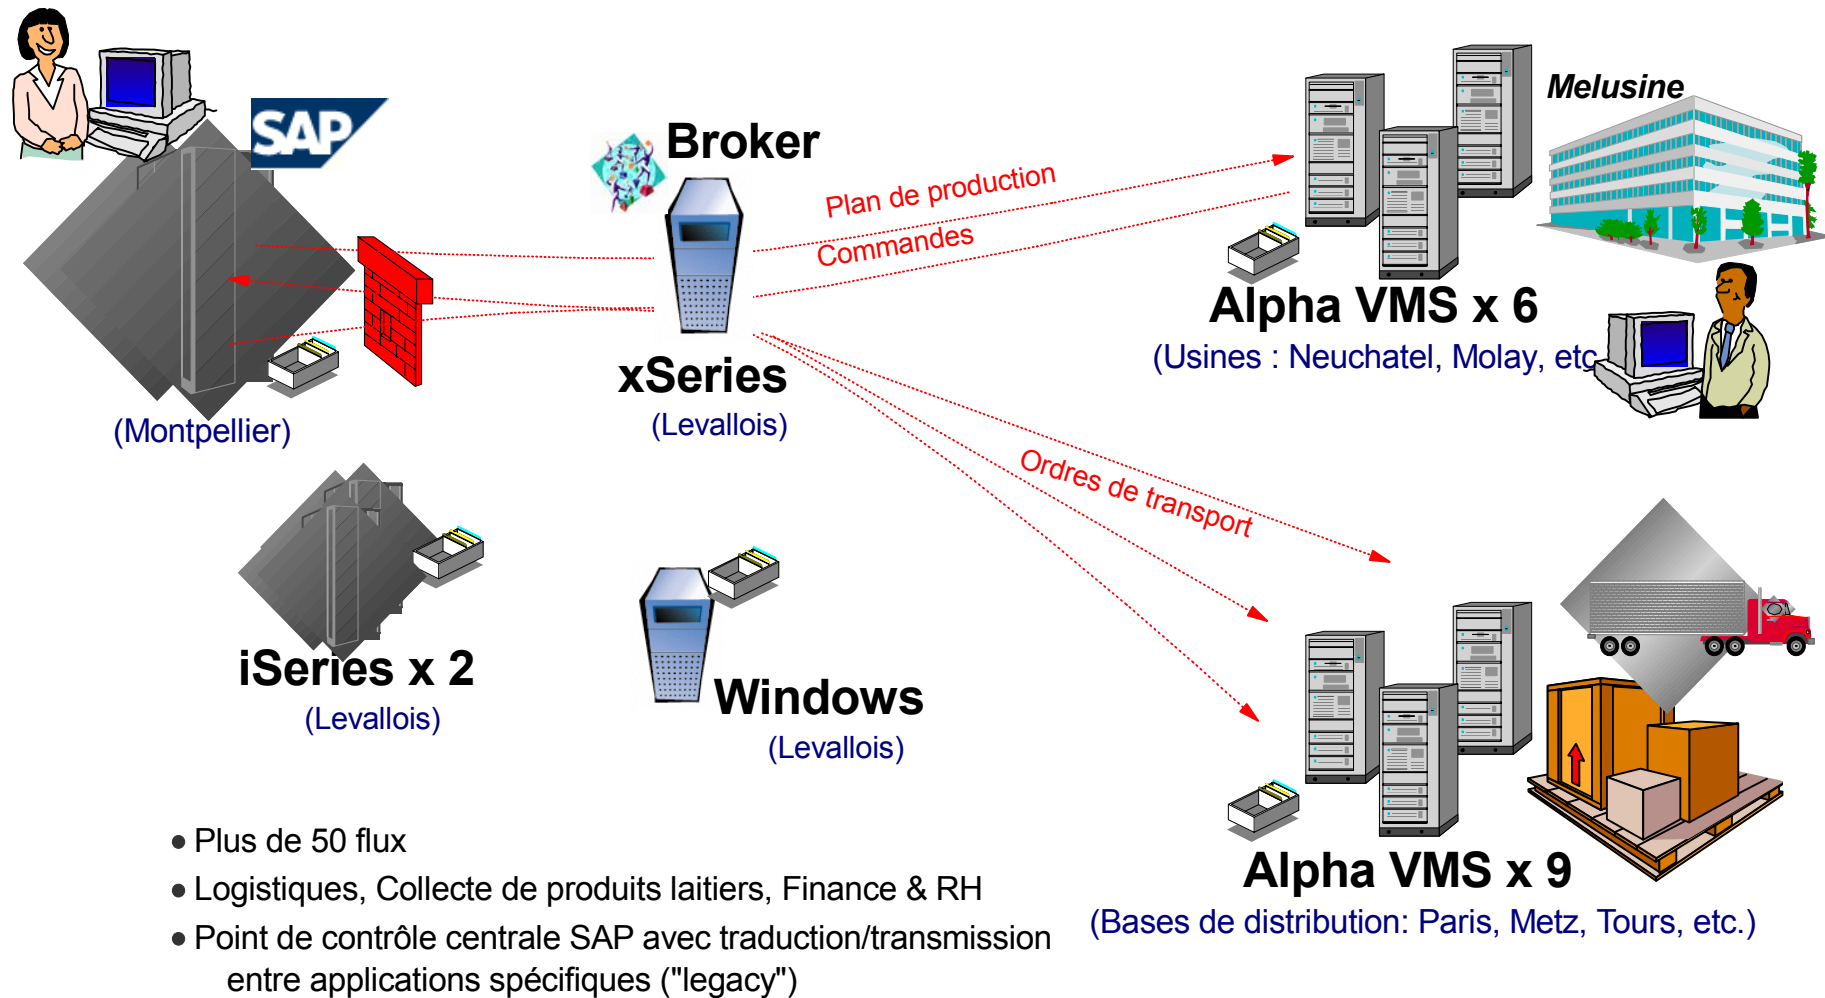 SAP
Broker
Melusine
Plan de production
Commandes
Alpha VMS x 6
(Usines : Neuchatel, Molay, etc
xSeries
(Levallois)
(Montpellier)
Ordres de transport
iSeries x 2
(Levallois)
Windows
(Levallois)
Alpha VMS x 9
(Bases de distribution: Paris, Metz, Tours, etc.)
• Plus de 50 flux
• Logistiques, Collecte de produits laitiers, Finance & RH
• Point de contrôle centrale SAP avec traduction/transmission
entre applications spécifiques ("legacy")